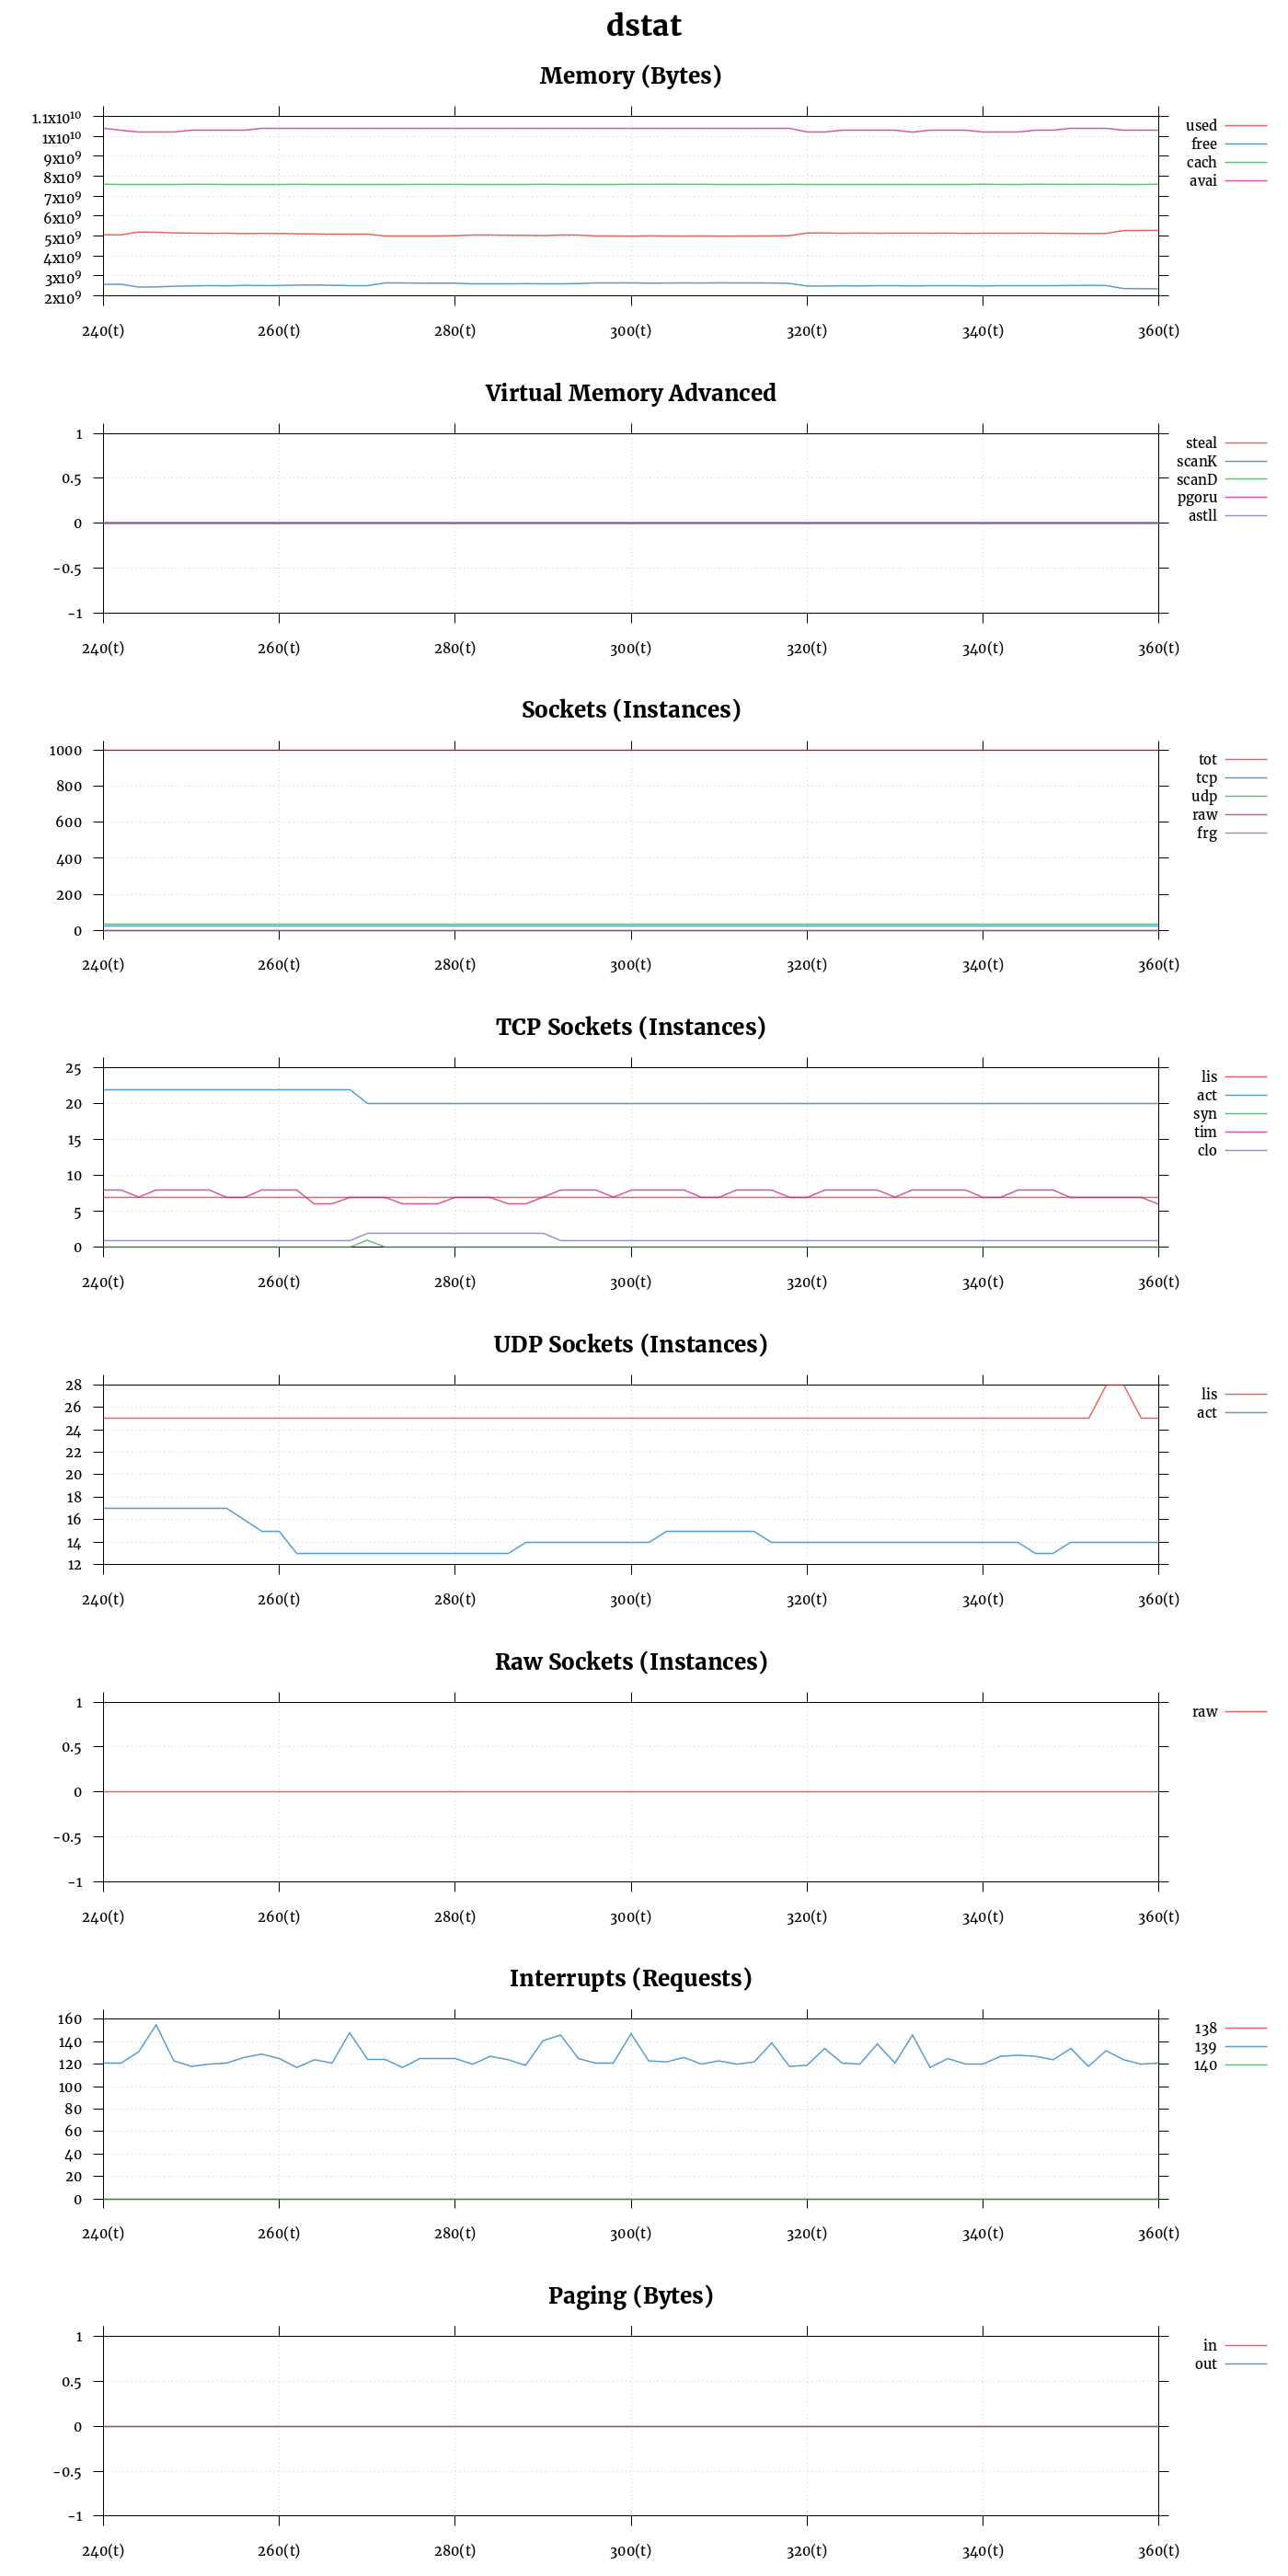 dstat
Memory (Bytes)
1.1x10¹⁰
1x10¹⁰
9x10⁹
8x10⁹
7x10⁹
6x10⁹
5x10⁹
4x10⁹
3x10⁹
2x10⁹
240(t) 260(t) 280(t) 300(t) 320(t) 340(t) 360(t)
used
free
cach
avai
Virtual Memory Advanced
1
0.5
0
-0.5
-1
240(t) 260(t) 280(t) 300(t) 320(t) 340(t) 360(t)
steal
scanK
scanD
pgoru
astll
Sockets (Instances)
1000
800
600
400
200
0
240(t) 260(t) 280(t) 300(t) 320(t) 340(t) 360(t)
tot
tcp
udp
raw
frg
TCP Sockets (Instances)
25
20
15
10
5
0
240(t) 260(t) 280(t) 300(t) 320(t) 340(t) 360(t)
lis
act
syn
tim
clo
UDP Sockets (Instances)
28
26
24
22
20
18
16
14
12
240(t) 260(t) 280(t) 300(t) 320(t) 340(t) 360(t)
lis
act
Raw Sockets (Instances)
1
0.5
0
-0.5
-1
240(t) 260(t) 280(t) 300(t) 320(t) 340(t) 360(t)
raw
Interrupts (Requests)
160
140
120
100
80
60
40
20
0
240(t) 260(t) 280(t) 300(t) 320(t) 340(t) 360(t)
138
139
140
Paging (Bytes)
1
0.5
0
-0.5
-1
240(t) 260(t) 280(t) 300(t) 320(t) 340(t) 360(t)
in
out